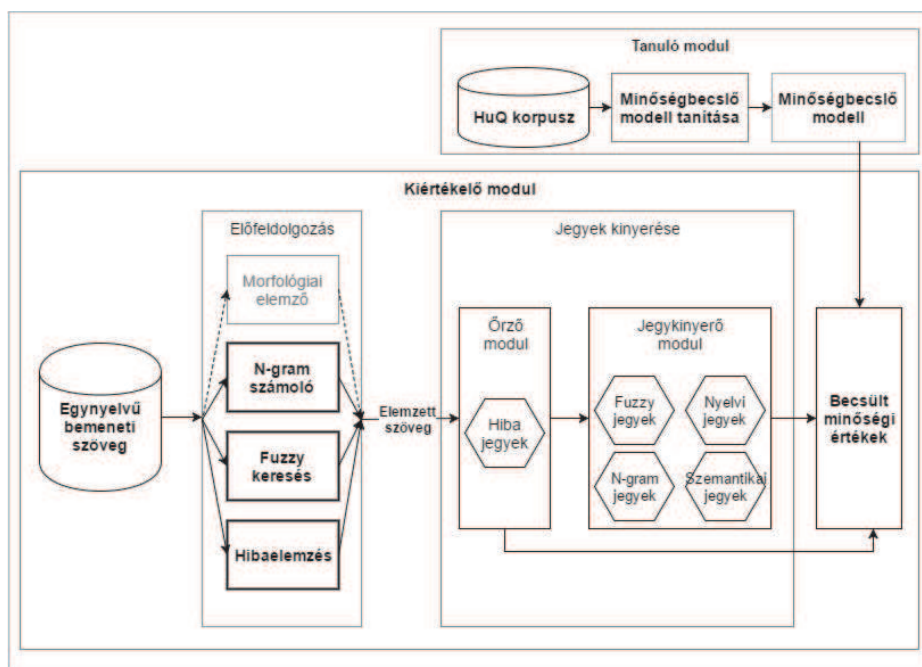 Tanuló modul
HuQ korpusz
Minőségbecslő
modell tanítása
Minőségbecslő
modell
Kiértékelő modul
Előfeldolgozás
Morfológiai
elemző
N-gram
számoló
Fuzzy
keresés
Hibaelemzés
Egynyelvű
bemeneti
szöveg
Elemzett
szöveg
Jegyek kinyerése
Őrző
modul
Hiba
jegyek
Jegykinyerő
modul
Fuzzy
jegyek
Nyelvi
jegyek
N-gram
jegyek
Szemantikai
jegyek
Becsült
minőségi
értékek